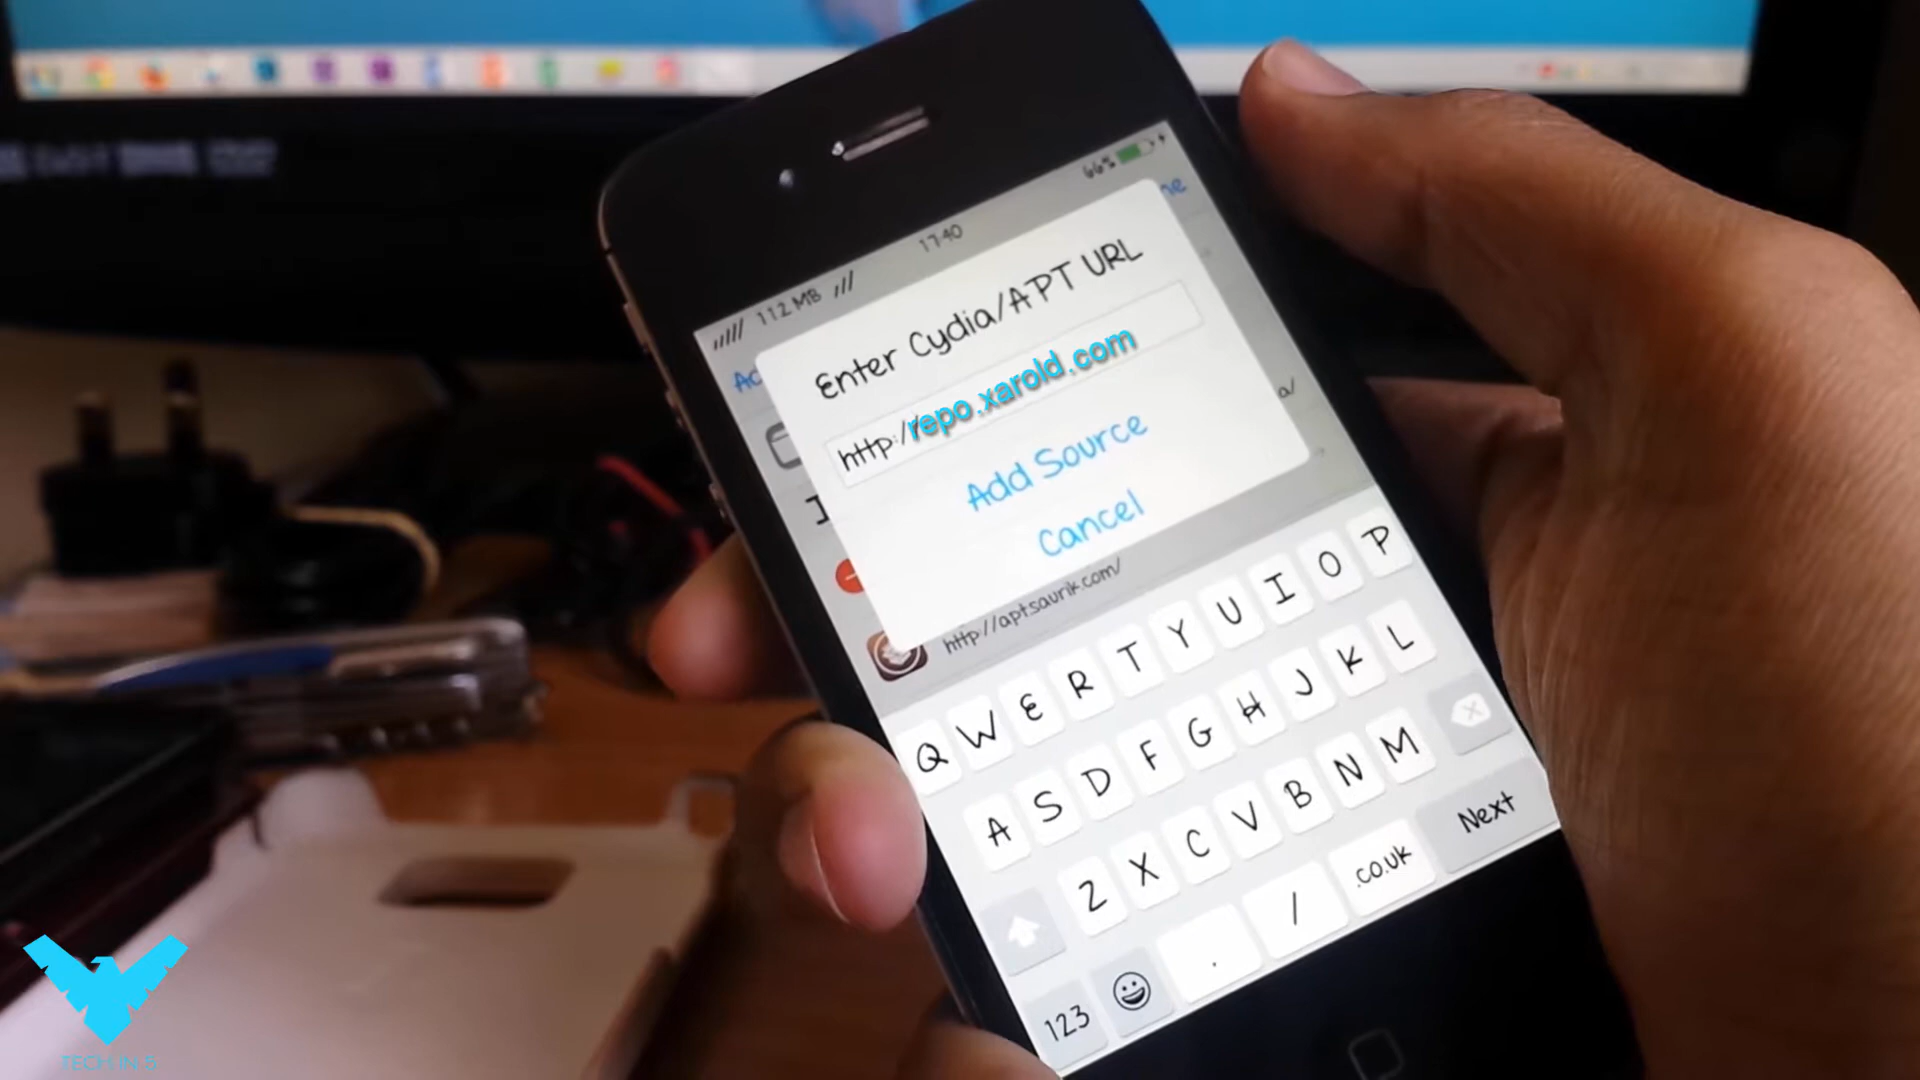 66%
17:40
112 MB
Enter Cydia/APT URL
http:/repo.xarold.com
Add Source
a/
Cancel
http://apt.saurik.com/
Q W E R T Y U I O P
A S D F G H J K L
Z X C V B N M
123 . / .co.uk Next
TECH IN 5